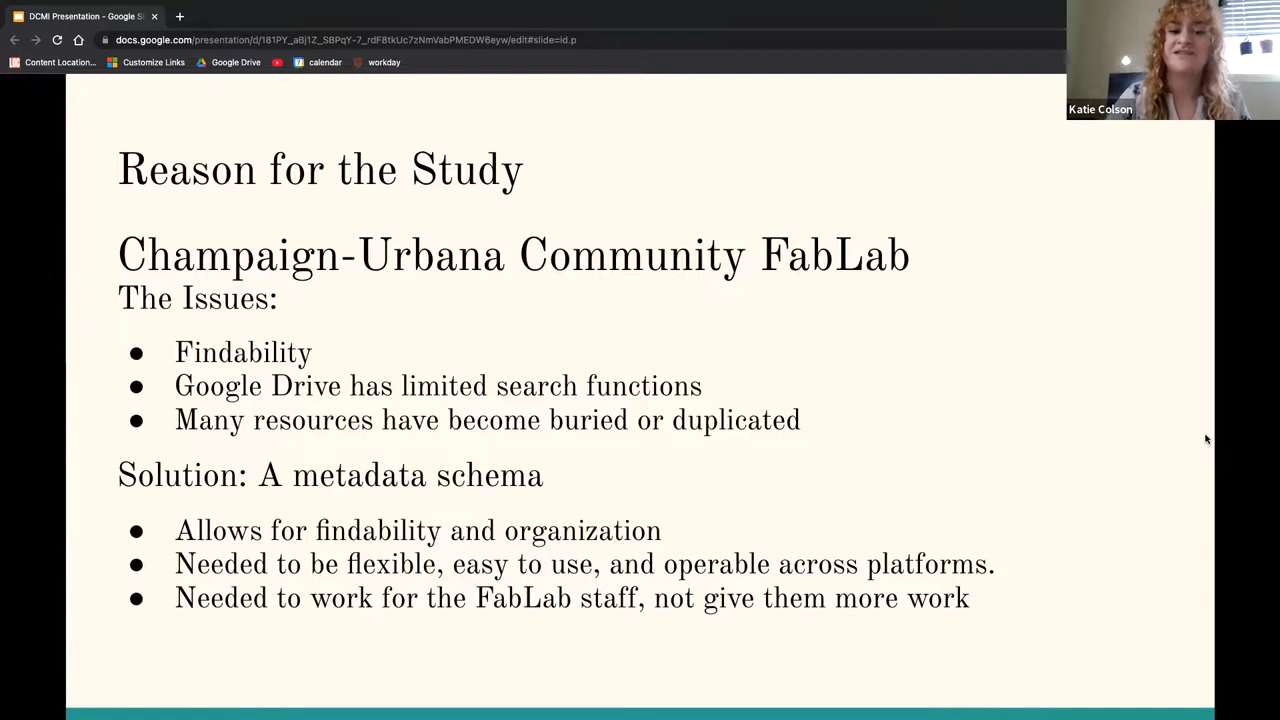 DCMI Presentation - Google Sl
docs.google.com/presentation/d/181PY_aBj1Z_SBPqY-7_rdF8tkUc7zNmVabPMEDW6eyw/edit#slide=id.p
Content Location...
Customize Links
Google Drive
calendar
workday
Katie Colson
Reason for the Study
Champaign-Urbana Community FabLab
The Issues:
● Findability
● Google Drive has limited search functions
● Many resources have become buried or duplicated
Solution: A metadata schema
● Allows for findability and organization
● Needed to be flexible, easy to use, and operable across platforms.
● Needed to work for the FabLab staff, not give them more work